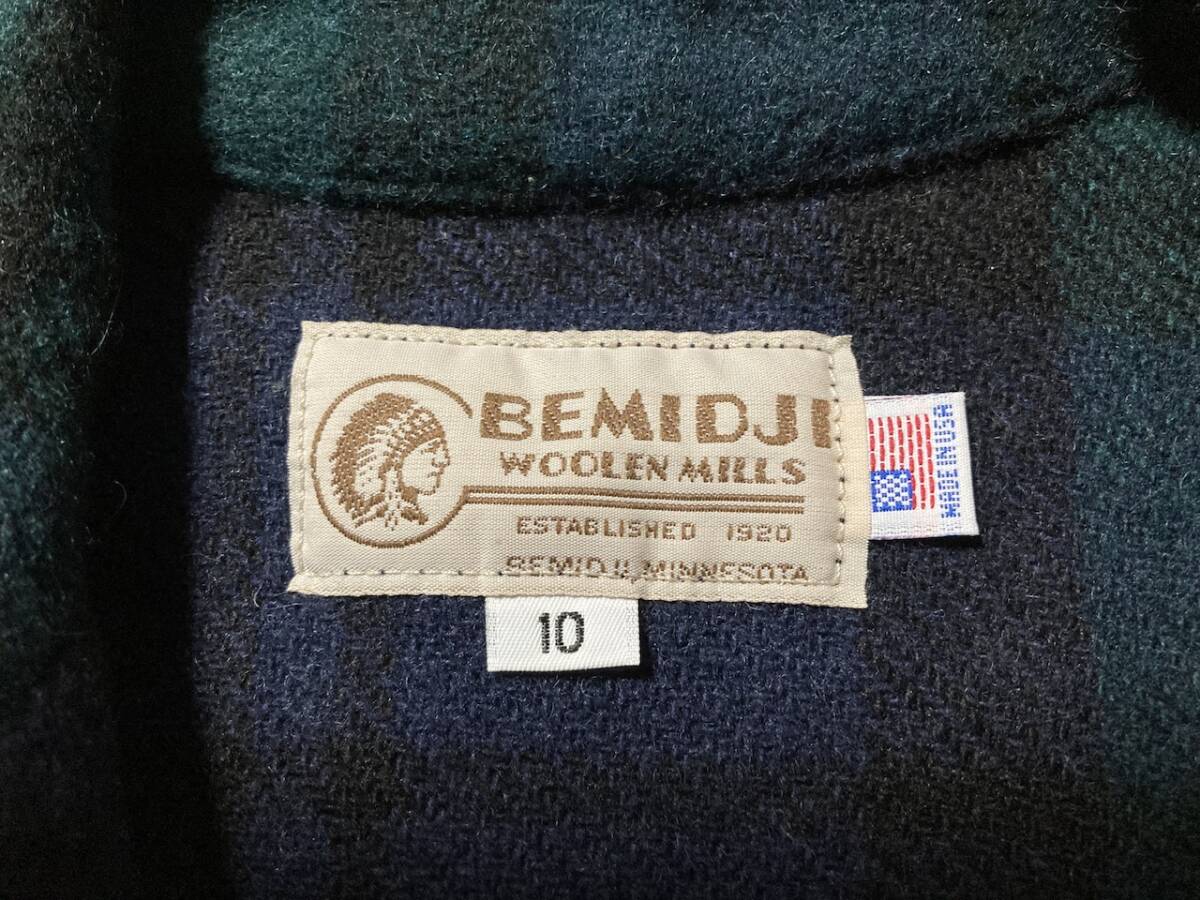 BEMIDJI
WOOLEN MILLS
ESTABLISHED 1920
BEMIDJI, MINNESOTA
10
MADE IN USA